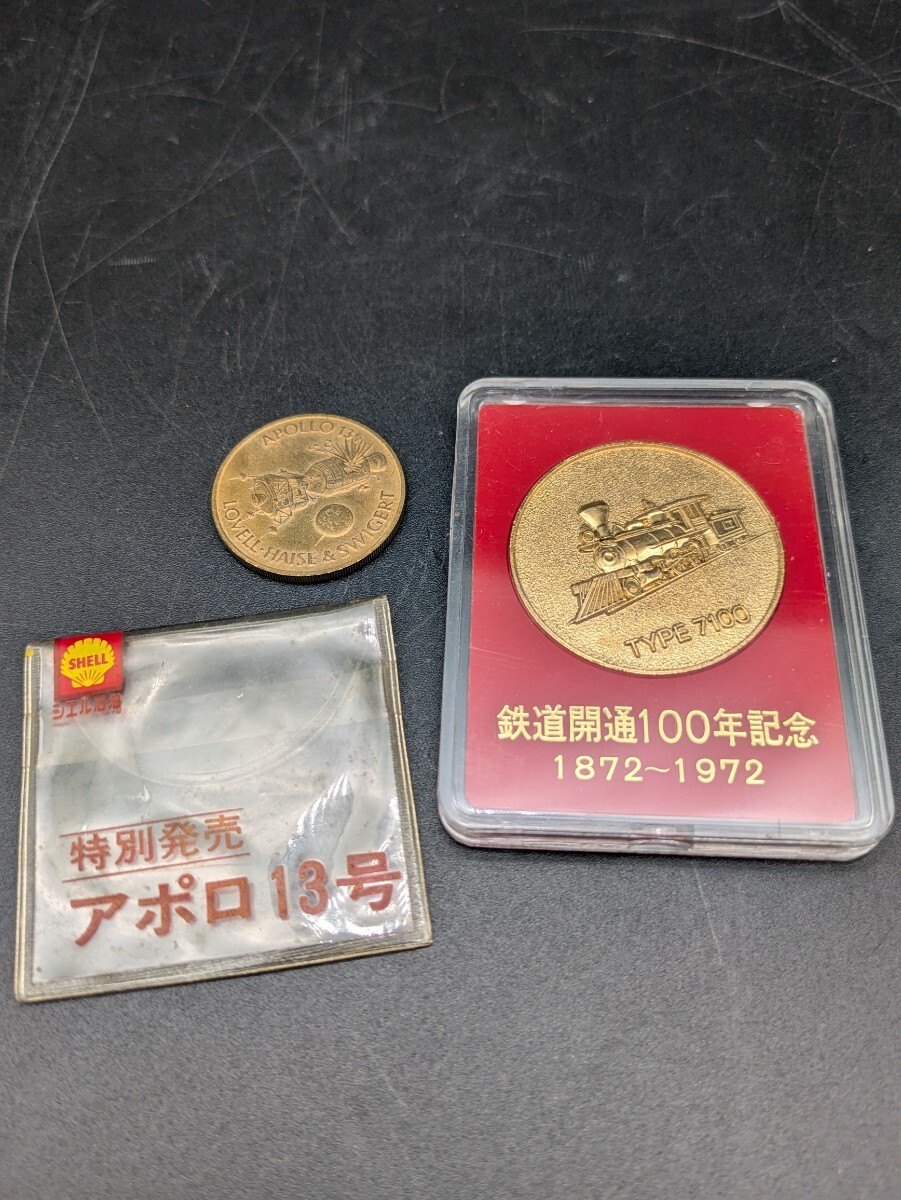 APOLLO 13
LOVELL・HAISE & SWIGERT
SHELL
シェル石油
特別発売
アポロ13号
TYPE 7100
鉄道開通100年記念
1872~1972